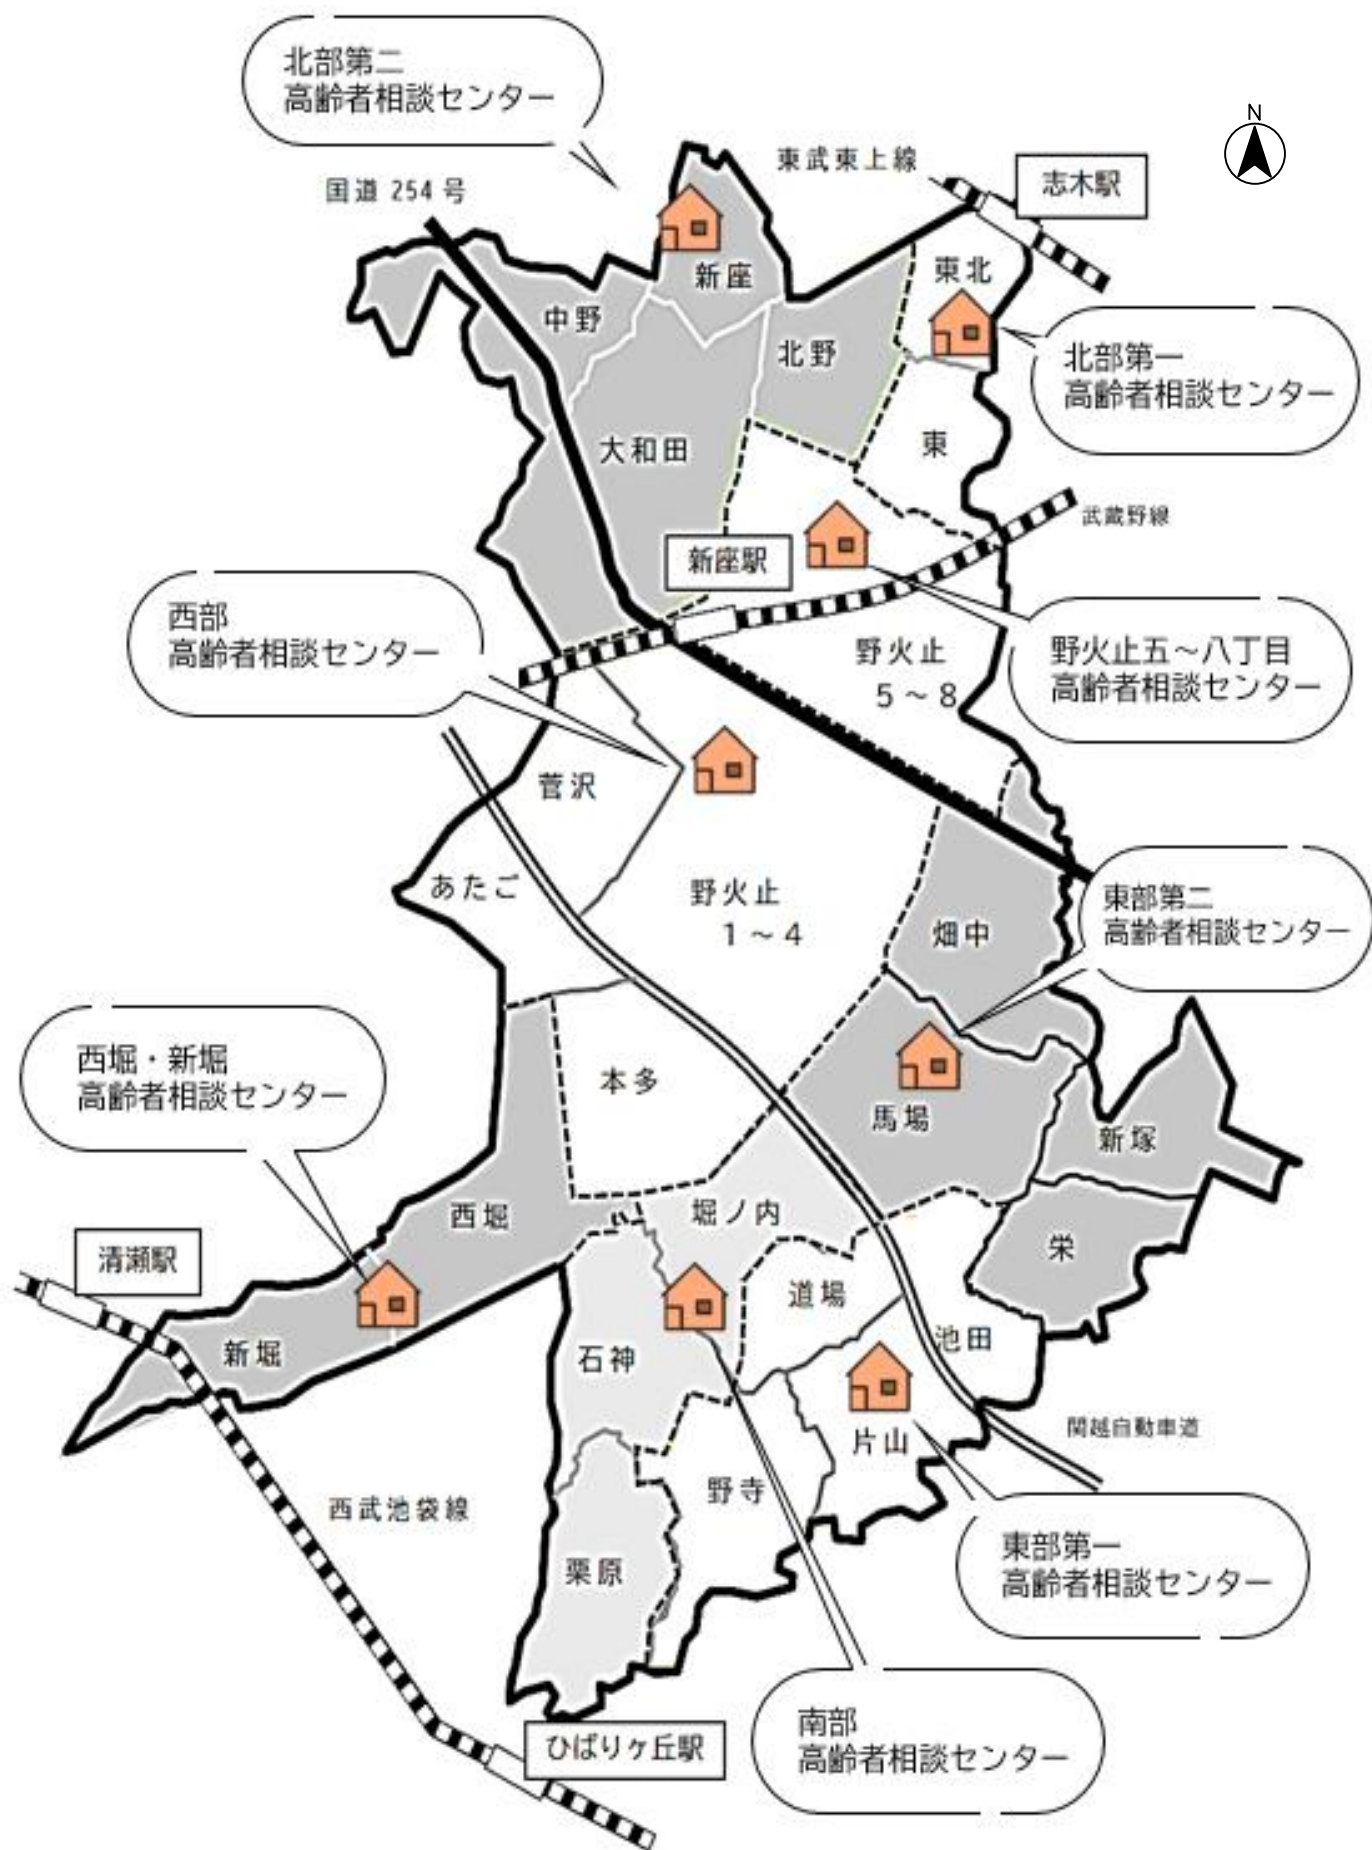 北部第二
高齢者相談センター
N
東武東上線
志木駅
国道 254 号
新座
東北
中野
北野
北部第一
高齢者相談センター
大和田
東
武蔵野線
新座駅
西部
高齢者相談センター
野火止
5～8
野火止五～八丁目
高齢者相談センター
菅沢
あたご
野火止
1～4
畑中
東部第二
高齢者相談センター
西堀・新堀
高齢者相談センター
本多
馬場
新塚
西堀
堀ノ内
栄
清瀬駅
道場
新堀
石神
池田
片山
関越自動車道
野寺
西武池袋線
栗原
東部第一
高齢者相談センター
南部
高齢者相談センター
ひばりヶ丘駅